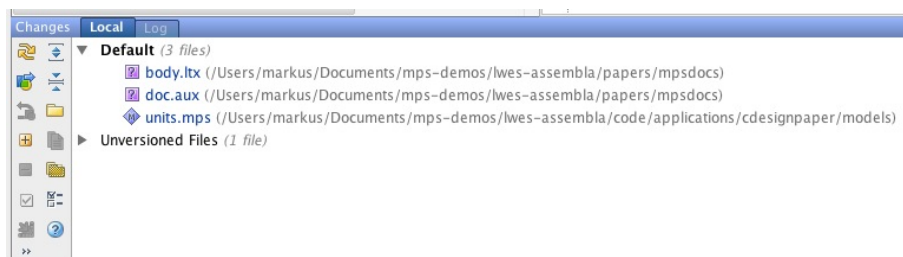 Changes Local Log
Default (3 files)
body.ltx (/Users/markus/Documents/mps-demos/lwes-assembla/papers/mpsdocs)
doc.aux (/Users/markus/Documents/mps-demos/lwes-assembla/papers/mpsdocs)
units.mps (/Users/markus/Documents/mps-demos/lwes-assembla/code/applications/cdesignpaper/models)
Unversioned Files (1 file)